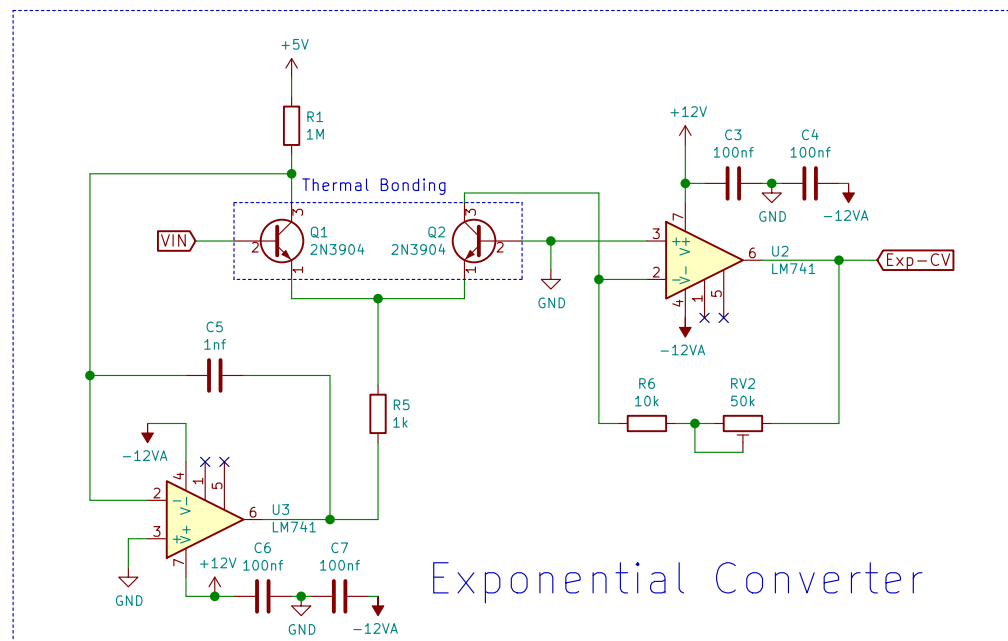 +5V
R1
1M
Thermal Bonding
3
VIN
2
Q1
2N3904
1
3
Q2
2N3904
2
1
GND
+12V
C3
100nf
C4
100nf
GND
-12VA
7
3
V+
+
2
V-
-
6
U2
LM741
4
1
5
-12VA
Exp-CV
C5
1nf
R5
1k
R6
10k
RV2
50k
-12VA
4
1
5
2
-
V-
3
+
V+
6
U3
LM741
7
GND
+12V
C6
100nf
C7
100nf
GND
-12VA
Exponential Converter